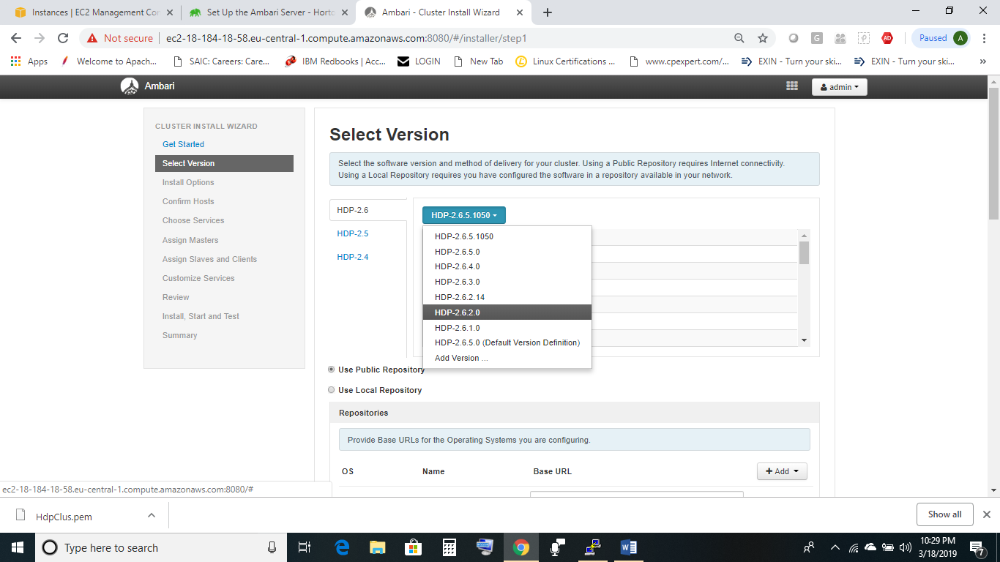 Instances | EC2 Management Con
Set Up the Ambari Server - Horto
Ambari - Cluster Install Wizard
Not secure | ec2-18-184-18-58.eu-central-1.compute.amazonaws.com:8080/#/installer/step1
Paused A
Apps
Welcome to Apach...
SAIC: Careers: Care...
IBM Redbooks | Acc...
LOGIN
New Tab
Linux Certifications ...
www.cpexpert.com/...
EXIN - Turn your ski...
EXIN - Turn your ski...
Ambari
admin
CLUSTER INSTALL WIZARD
Get Started
Select Version
Install Options
Confirm Hosts
Choose Services
Assign Masters
Assign Slaves and Clients
Customize Services
Review
Install, Start and Test
Summary
Select Version
Select the software version and method of delivery for your cluster. Using a Public Repository requires Internet connectivity.
Using a Local Repository requires you have configured the software in a repository available in your network.
HDP-2.6
HDP-2.5
HDP-2.4
HDP-2.6.5.1050
HDP-2.6.5.1050
HDP-2.6.5.0
HDP-2.6.4.0
HDP-2.6.3.0
HDP-2.6.2.14
HDP-2.6.2.0
HDP-2.6.1.0
HDP-2.6.5.0 (Default Version Definition)
Add Version ...
Use Public Repository
Use Local Repository
Repositories
Provide Base URLs for the Operating Systems you are configuring.
OS Name Base URL
+ Add
ec2-18-184-18-58.eu-central-1.compute.amazonaws.com:8080/#
HdpClus.pem
Show all
Type here to search
10:29 PM
3/18/2019
7